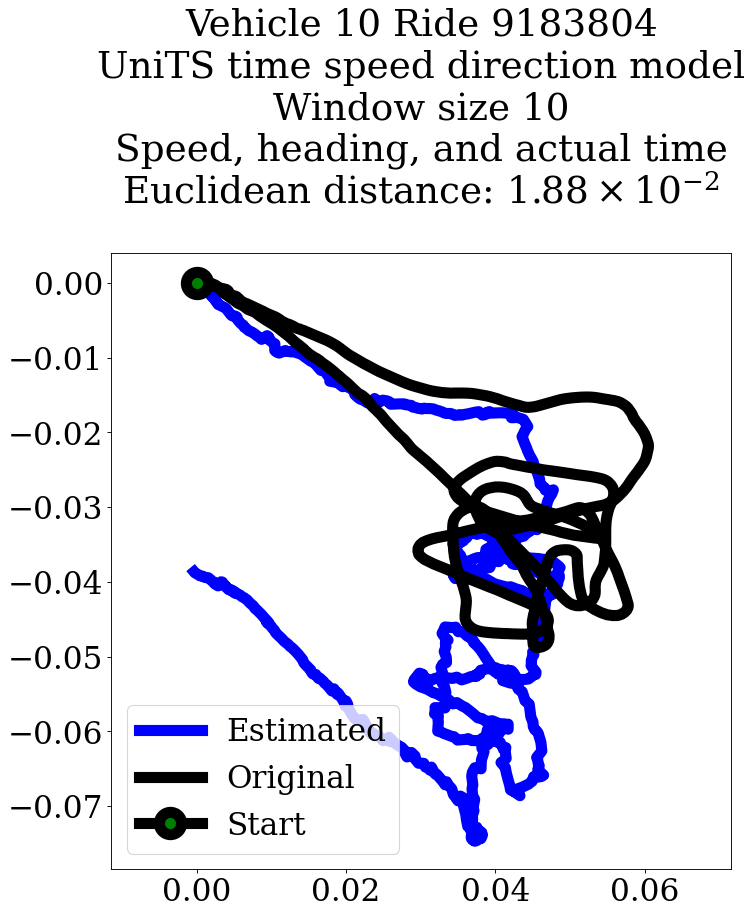 Vehicle 10 Ride 9183804
UniTS time speed direction model
Window size 10
Speed, heading, and actual time
Euclidean distance: 1.88 × 10⁻²
0.00
−0.01
−0.02
−0.03
−0.04
−0.05
−0.06
−0.07
Estimated
Original
Start
0.00 0.02 0.04 0.06